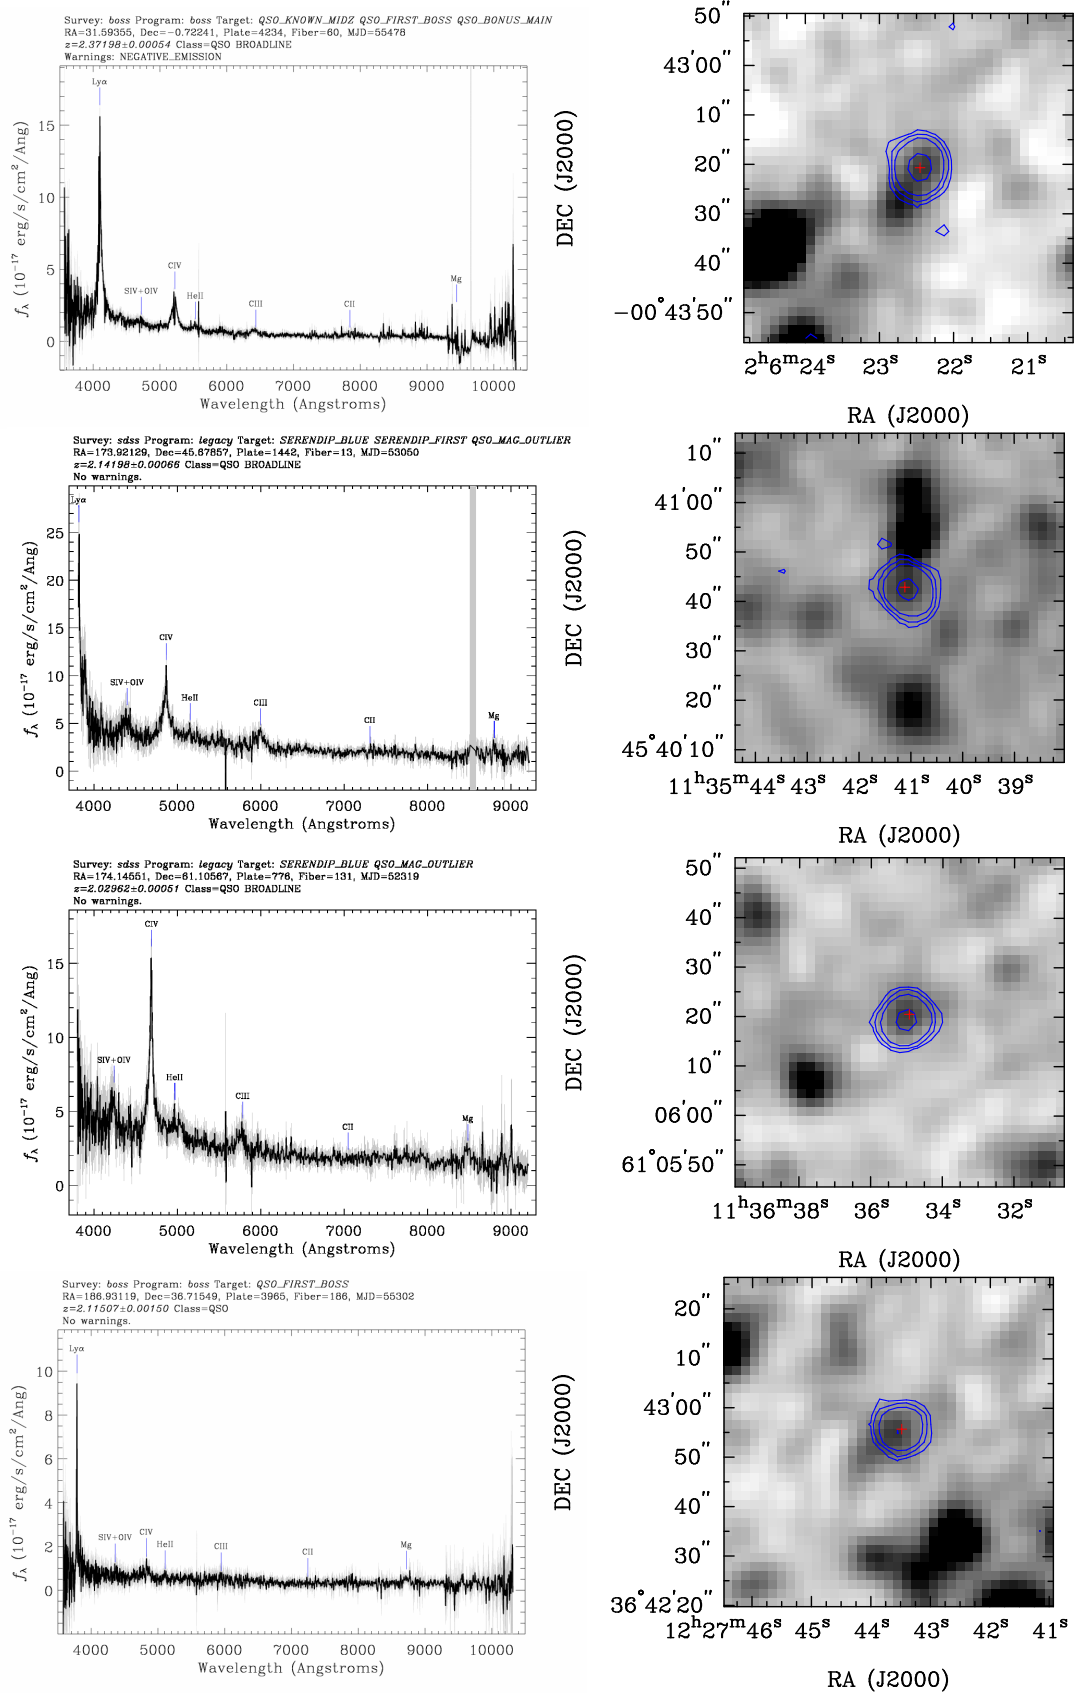 Survey: boss Program: boss Target: QSO_KNOWN_MIDZ QSO_FIRST_BOSS QSO_BONUS_MAIN
RA=31.59355, Dec=-0.72241, Plate=4234, Fiber=60, MJD=55478
z=2.37198±0.00054 Class=QSO BROADLINE
Warnings: NEGATIVE_EMISSION
Lyα
SIV+OIV
CIV
HeII
CIII
CII
Mg
15
10
5
0
f_λ (10^-17 erg/s/cm^2/Ang)
4000 5000 6000 7000 8000 9000 10000
Wavelength (Angstroms)
50"
43'00"
10"
20"
30"
40"
-00°43'50"
DEC (J2000)
2^h6^m24^s 23^s 22^s 21^s
RA (J2000)
Survey: sdss Program: legacy Target: SERENDIP_BLUE SERENDIP_FIRST QSO_MAG_OUTLIER
RA=173.92129, Dec=45.67857, Plate=1442, Fiber=13, MJD=53050
z=2.14198±0.00066 Class=QSO BROADLINE
No warnings.
Lyα
SIV+OIV
CIV
HeII
CIII
CII
Mg
25
20
15
10
5
0
f_λ (10^-17 erg/s/cm^2/Ang)
4000 5000 6000 7000 8000 9000
Wavelength (Angstroms)
10"
41'00"
50"
40"
30"
20"
45°40'10"
DEC (J2000)
11^h35^m44^s 43^s 42^s 41^s 40^s 39^s
RA (J2000)
Survey: sdss Program: legacy Target: SERENDIP_BLUE QSO_MAG_OUTLIER
RA=174.14551, Dec=61.10567, Plate=776, Fiber=131, MJD=52319
z=2.02962±0.00051 Class=QSO BROADLINE
No warnings.
SIV+OIV
CIV
HeII
CIII
CII
Mg
15
10
5
0
f_λ (10^-17 erg/s/cm^2/Ang)
4000 5000 6000 7000 8000 9000
Wavelength (Angstroms)
50"
40"
30"
20"
10"
06'00"
61°05'50"
DEC (J2000)
11^h36^m38^s 36^s 34^s 32^s
RA (J2000)
Survey: boss Program: boss Target: QSO_FIRST_BOSS
RA=186.93119, Dec=36.71549, Plate=3965, Fiber=186, MJD=55302
z=2.11507±0.00150 Class=QSO
No warnings.
Lyα
SIV+OIV
CIV
HeII
CIII
CII
Mg
10
8
6
4
2
0
f_λ (10^-17 erg/s/cm^2/Ang)
4000 5000 6000 7000 8000 9000 10000
Wavelength (Angstroms)
20"
10"
43'00"
50"
40"
30"
36°42'20"
DEC (J2000)
12^h27^m46^s 45^s 44^s 43^s 42^s 41^s
RA (J2000)